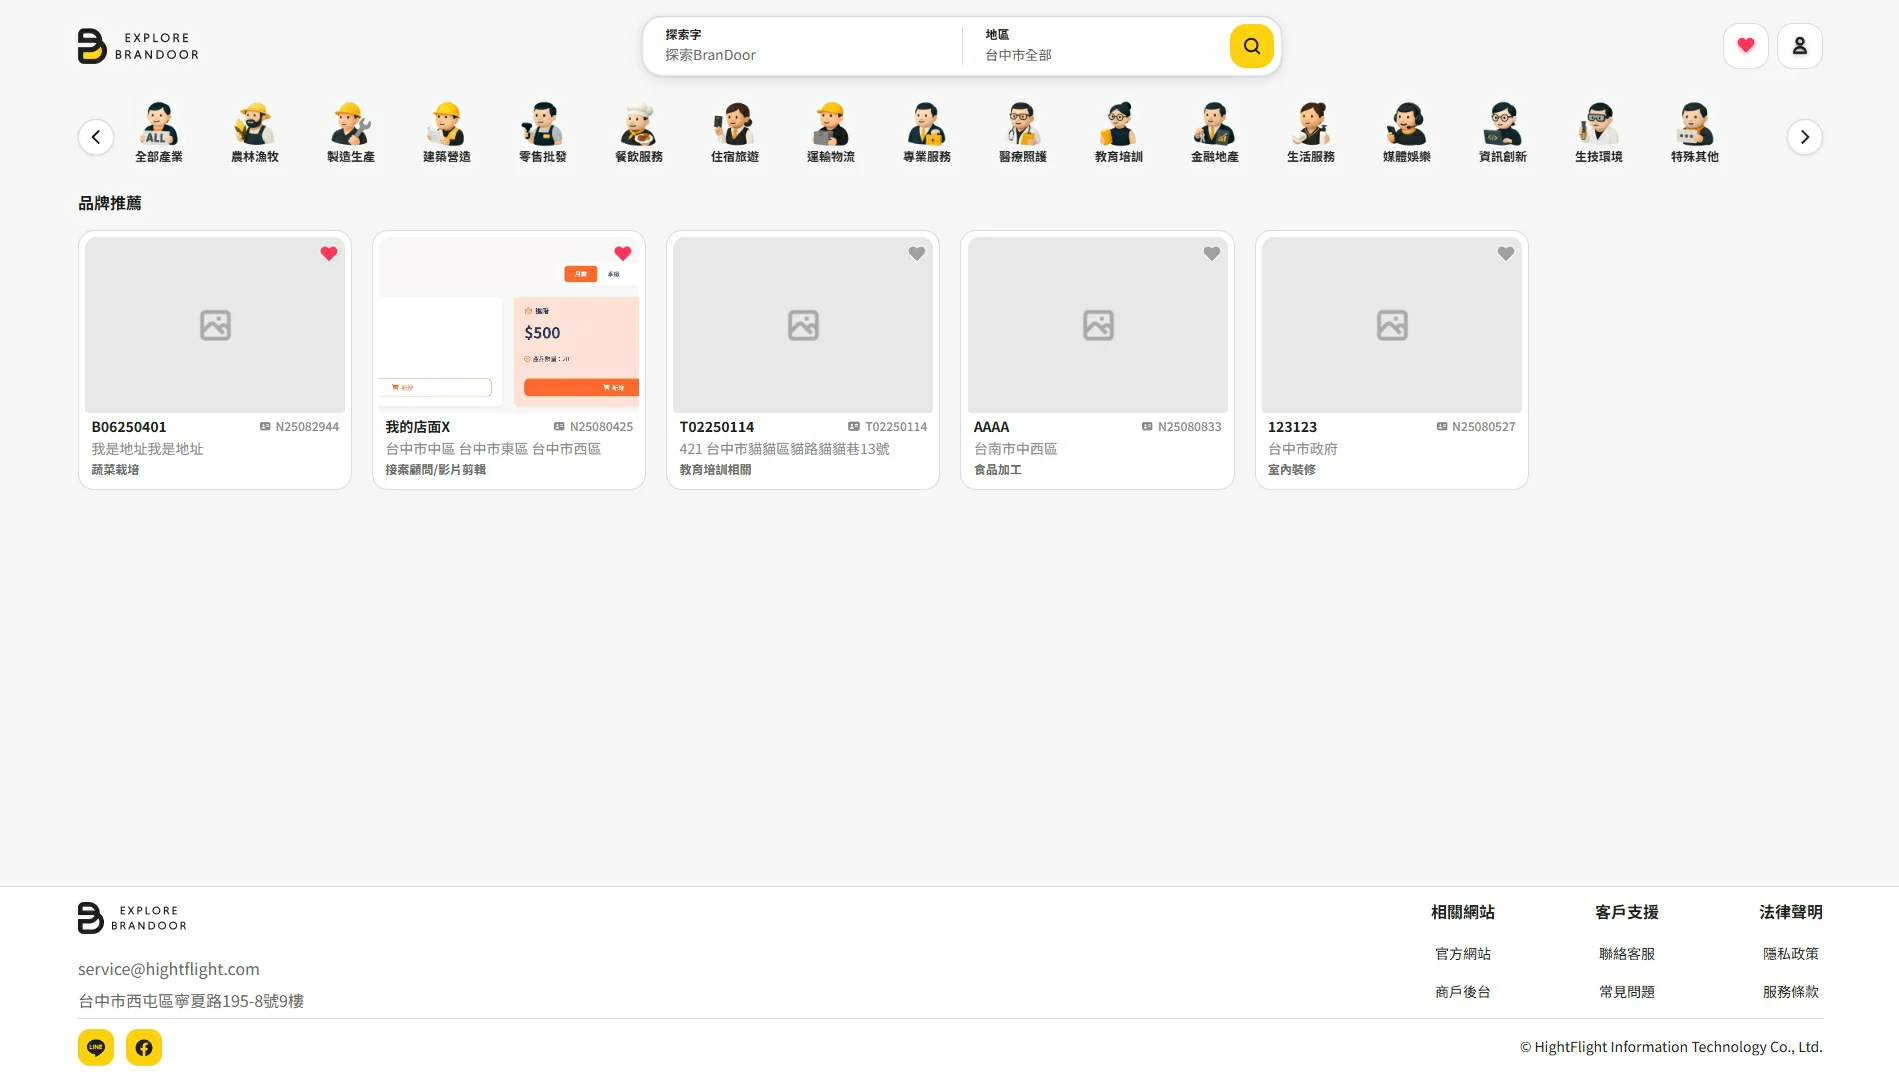 EXPLORE
BRANDOOR
探索字
探索BranDoor
地區
台中市全部
ALL
全部產業
農林漁牧
製造生產
建築營造
零售批發
餐飲服務
住宿旅遊
運輸物流
專業服務
醫療照護
教育培訓
金融地產
生活服務
媒體娛樂
資訊創新
生技環境
特殊其他
品牌推薦
B06250401
N25082944
我是地址我是地址
蔬菜栽培
月繳
季繳
進階
$500
產品數量：20
我的店面X
N25080425
台中市中區 台中市東區 台中市西區
接案顧問/影片剪輯
T02250114
T02250114
421 台中市貓貓區貓路貓貓巷13號
教育培訓相關
AAAA
N25080833
台南市中西區
食品加工
123123
N25080527
台中市政府
室內裝修
EXPLORE
BRANDOOR
service@hightflight.com
台中市西屯區寧夏路195-8號9樓
相關網站
官方網站
商戶後台
客戶支援
聯絡客服
常見問題
法律聲明
隱私政策
服務條款
LINE
© HightFlight Information Technology Co., Ltd.